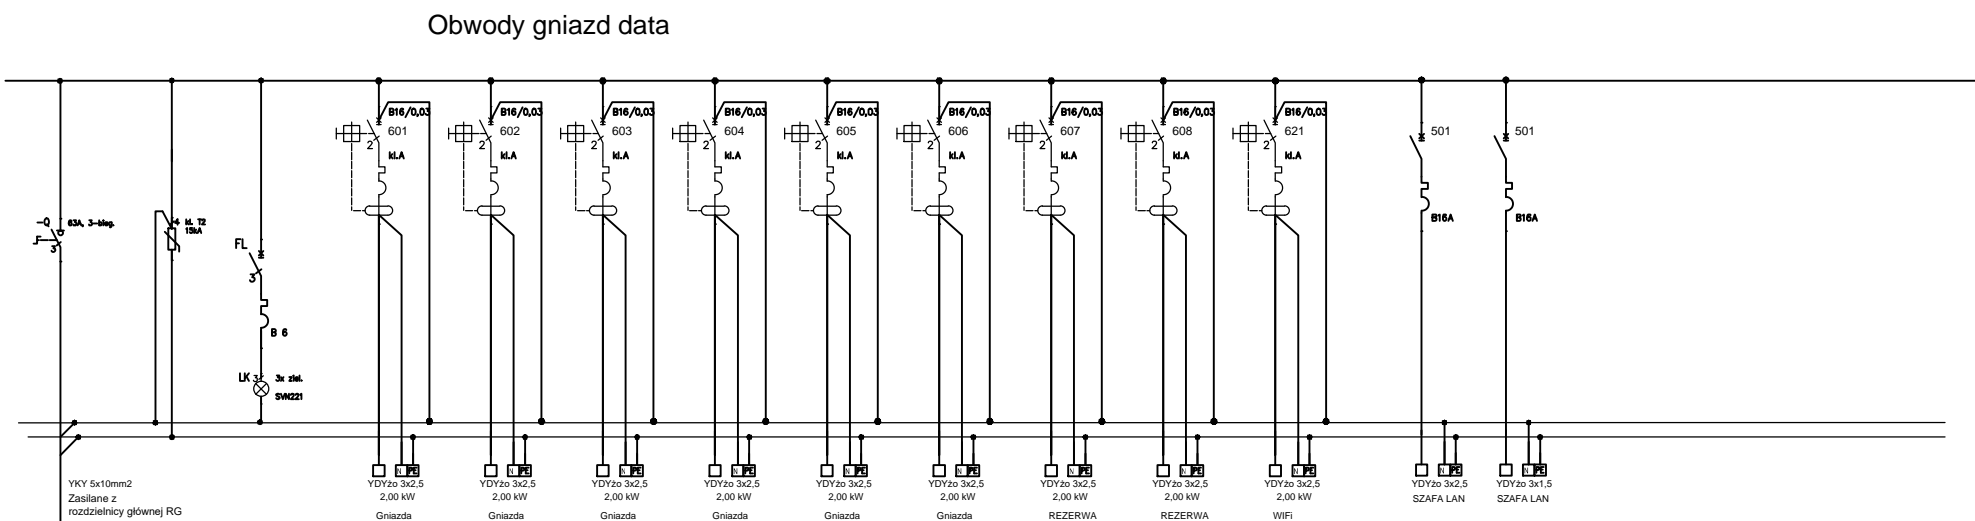 Obwody gniazd data
B16/0,03 B16/0,03 B16/0,03 B16/0,03 B16/0,03 B16/0,03 B16/0,03 B16/0,03 B16/0,03
601 602 603 604 605 606 607 608 621 501 501
2 2 2 2 2 2 2 2 2
kl.A kl.A kl.A kl.A kl.A kl.A kl.A kl.A kl.A
-Q 63A, 3-bieg.
3
4 kl. T2
15kA
B16A B16A
FL
3
B 6
LK 3 3x ziel.
SVN221
N PE N PE N PE N PE N PE N PE N PE N PE N PE N PE N PE
YKY 5x10mm2
Zasilane z
rozdzielnicy głównej RG
YDYżo 3x2,5 YDYżo 3x2,5 YDYżo 3x2,5 YDYżo 3x2,5 YDYżo 3x2,5 YDYżo 3x2,5 YDYżo 3x2,5 YDYżo 3x2,5 YDYżo 3x2,5 YDYżo 3x2,5 YDYżo 3x1,5
2,00 kW 2,00 kW 2,00 kW 2,00 kW 2,00 kW 2,00 kW 2,00 kW 2,00 kW 2,00 kW SZAFA LAN SZAFA LAN
Gniazda Gniazda Gniazda Gniazda Gniazda Gniazda REZERWA REZERWA WIFi